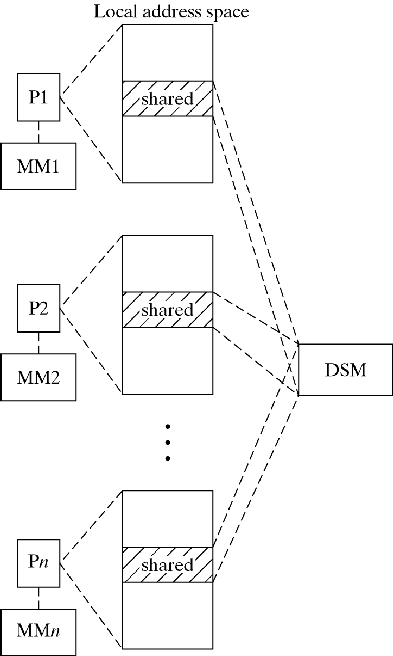 Local address space
P1
shared
MM1
P2
shared
MM2
DSM
Pn
shared
MMn